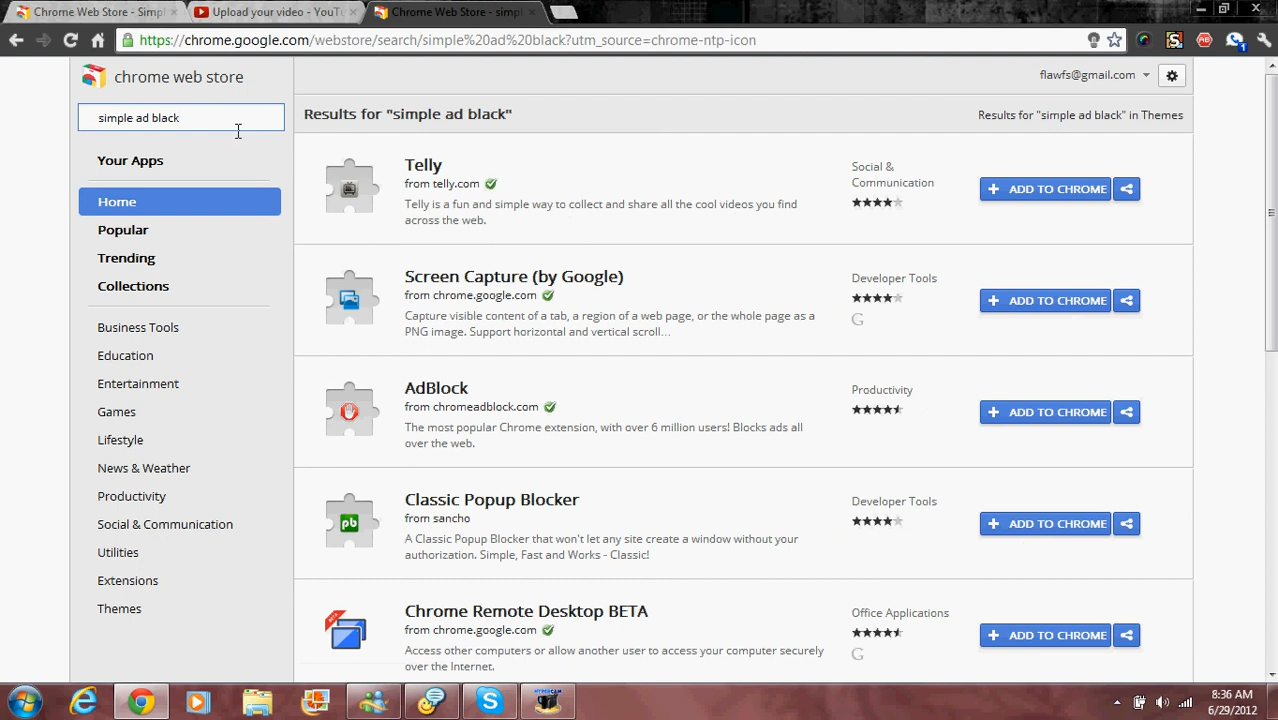 Chrome Web Store - Simpl
Upload your video - YouTu
Chrome Web Store - simpl
https://chrome.google.com/webstore/search/simple%20ad%20black?utm_source=chrome-ntp-icon
chrome web store
flawfs@gmail.com
simple ad black
Results for "simple ad black"
Results for "simple ad black" in Themes
Your Apps
Home
Popular
Trending
Collections
Business Tools
Education
Entertainment
Games
Lifestyle
News & Weather
Productivity
Social & Communication
Utilities
Extensions
Themes
Telly
from telly.com
Telly is a fun and simple way to collect and share all the cool videos you find
across the web.
Social &
Communication
ADD TO CHROME
Screen Capture (by Google)
from chrome.google.com
Capture visible content of a tab, a region of a web page, or the whole page as a
PNG image. Support horizontal and vertical scroll...
Developer Tools
G
ADD TO CHROME
AdBlock
from chromeadblock.com
The most popular Chrome extension, with over 6 million users! Blocks ads all
over the web.
Productivity
ADD TO CHROME
pb
Classic Popup Blocker
from sancho
A Classic Popup Blocker that won't let any site create a window without your
authorization. Simple, Fast and Works - Classic!
Developer Tools
ADD TO CHROME
Chrome Remote Desktop BETA
from chrome.google.com
Access other computers or allow another user to access your computer securely
over the Internet.
Office Applications
G
ADD TO CHROME
HYPERCAM
8:36 AM
6/29/2012